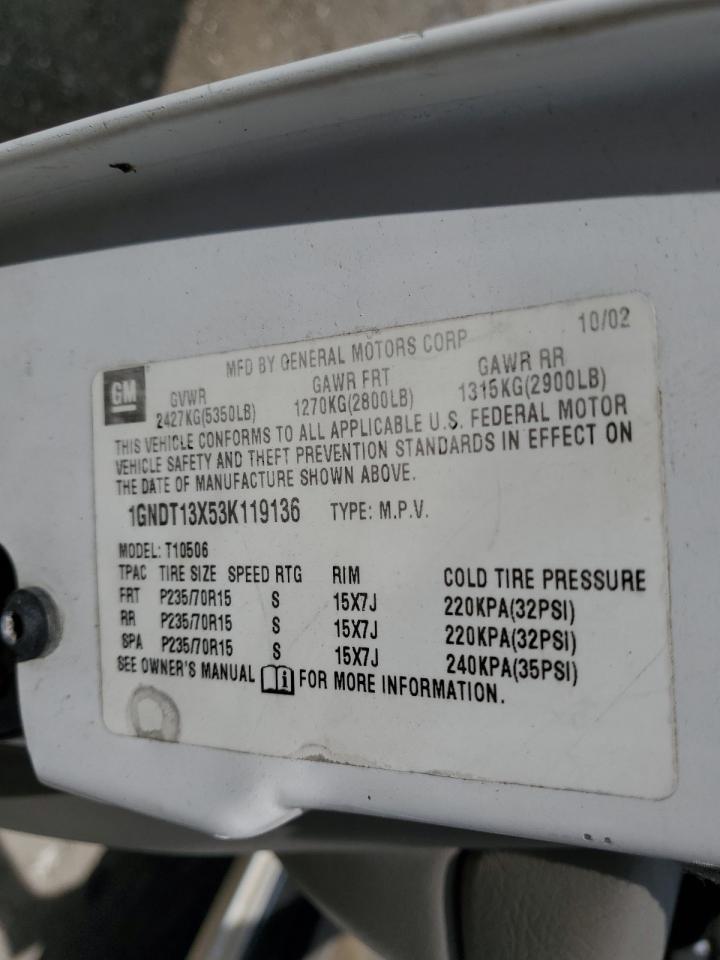 10/02
MFD BY GENERAL MOTORS CORP
GM
GVWR GAWR FRT GAWR RR
2427KG(5350LB) 1270KG(2800LB) 1315KG(2900LB)
THIS VEHICLE CONFORMS TO ALL APPLICABLE U.S. FEDERAL MOTOR
VEHICLE SAFETY AND THEFT PREVENTION STANDARDS IN EFFECT ON
THE DATE OF MANUFACTURE SHOWN ABOVE.
1GNDT13X53K119136 TYPE: M.P.V.
MODEL: T10506
TPAC TIRE SIZE SPEED RTG RIM COLD TIRE PRESSURE
FRT P235/70R15 S 15X7J 220KPA(32PSI)
RR P235/70R15 S 15X7J 220KPA(32PSI)
SPA P235/70R15 S 15X7J 240KPA(35PSI)
SEE OWNER'S MANUAL i FOR MORE INFORMATION.